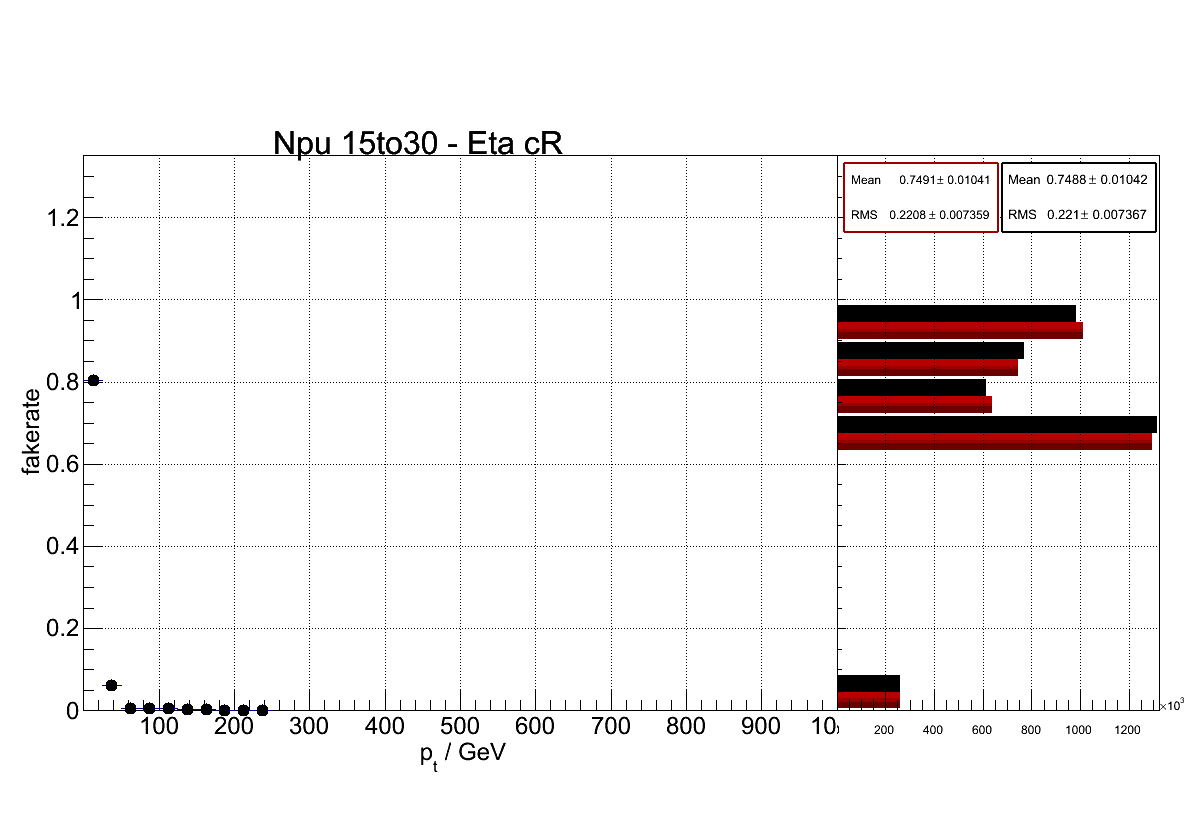 Npu 15to30 - Eta cR
Mean 0.7491± 0.01041
RMS 0.2208 ± 0.007359
Mean 0.7488± 0.01042
RMS 0.221± 0.007367
fakerate
1.2
1
0.8
0.6
0.4
0.2
0
100 200 300 400 500 600 700 800 900 10
200 400 600 800 1000 1200
×10³
pt / GeV